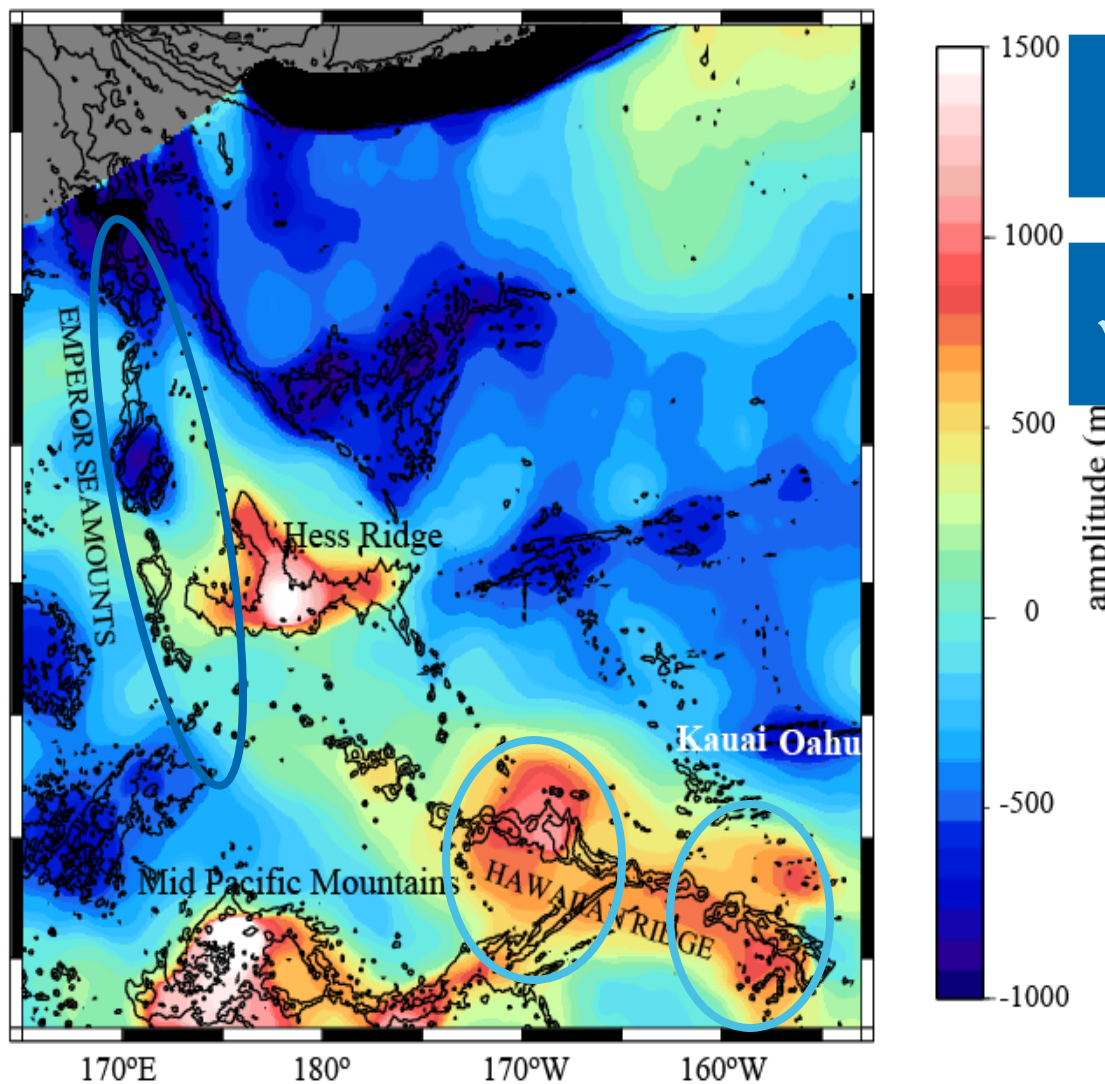 EMPEROR SEAMOUNTS
Hess Ridge
Kauai Oahu
Mid Pacific Mountains
HAWAIIAN RIDGE
170ºE
180º
170ºW
160ºW
1500
1000
500
0
-500
-1000
amplitude (m